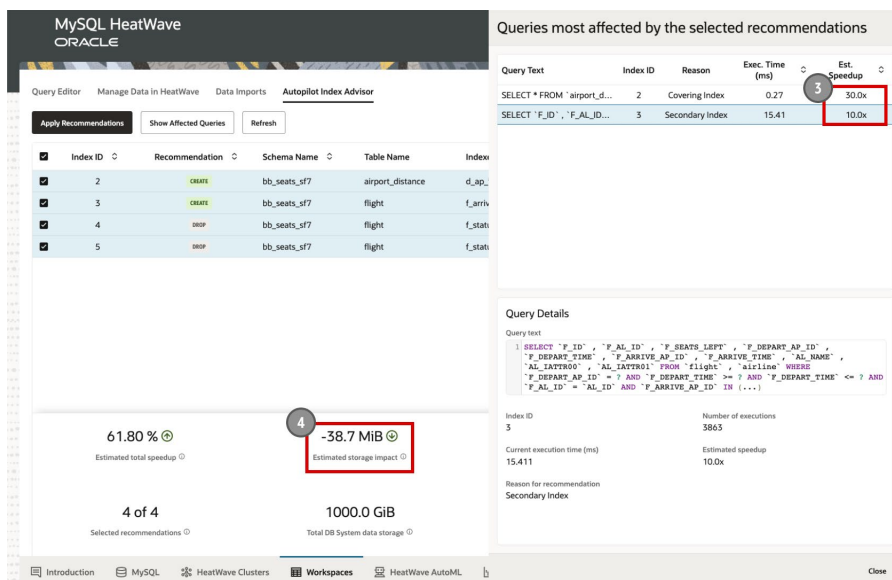 MySQL HeatWave
ORACLE
Query Editor Manage Data in HeatWave Data Imports Autopilot Index Advisor
Apply Recommendations Show Affected Queries Refresh
Index ID Recommendation Schema Name Table Name Indexe
2 CREATE bb_seats_sf7 airport_distance d_ap_
3 CREATE bb_seats_sf7 flight f_arriv
4 DROP bb_seats_sf7 flight f_statu
5 DROP bb_seats_sf7 flight f_statu
61.80 %
Estimated total speedup
4
-38.7 MiB
Estimated storage impact
4 of 4
Selected recommendations
1000.0 GiB
Total DB System data storage
Introduction MySQL HeatWave Clusters Workspaces HeatWave AutoML
Queries most affected by the selected recommendations
Query Text Index ID Reason Exec. Time (ms) Est. Speedup
3
SELECT * FROM `airport_d... 2 Covering Index 0.27 30.0x
SELECT `F_ID` , `F_AL_ID... 3 Secondary Index 15.41 10.0x
Query Details
Query text
1 SELECT `F_ID` , `F_AL_ID` , `F_SEATS_LEFT` , `F_DEPART_AP_ID` ,
`F_DEPART_TIME` , `F_ARRIVE_AP_ID` , `F_ARRIVE_TIME` , `AL_NAME` ,
`AL_IATTR00` , `AL_IATTR01` FROM `flight` , `airline` WHERE
`F_DEPART_AP_ID` = ? AND `F_DEPART_TIME` >= ? AND `F_DEPART_TIME` <= ? AND
`F_AL_ID` = `AL_ID` AND `F_ARRIVE_AP_ID` IN (...)
Index ID
3
Number of executions
3863
Current execution time (ms)
15.411
Estimated speedup
10.0x
Reason for recommendation
Secondary Index
Close